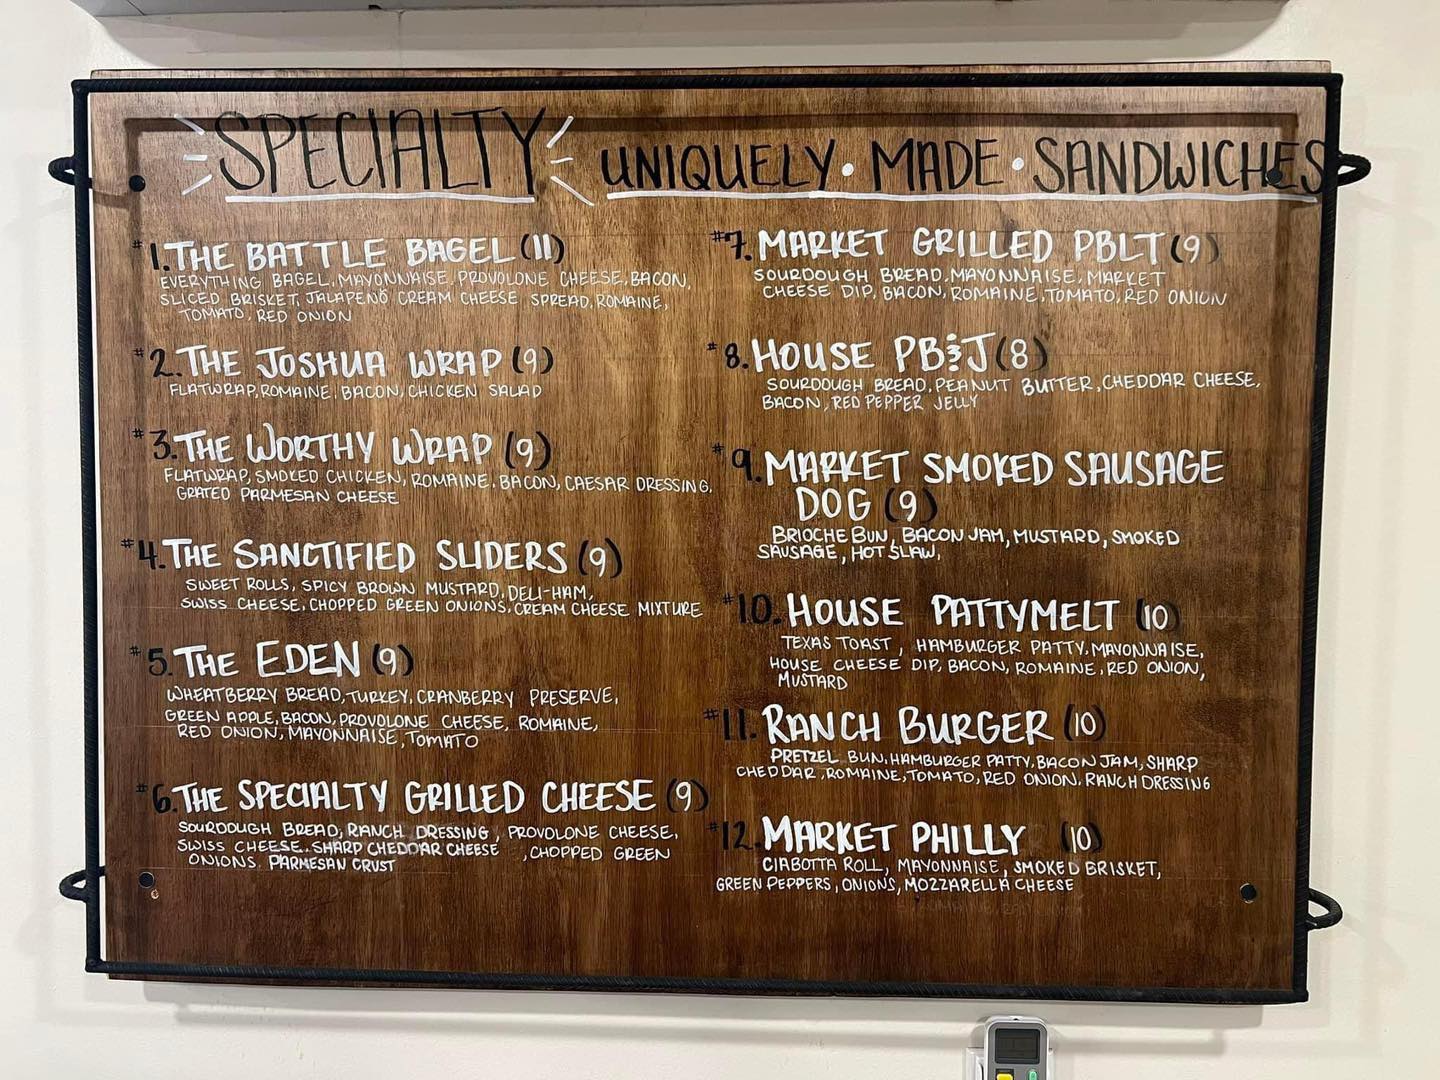 SPECIALTY UNIQUELY • MADE • SANDWICHES
#1. THE BATTLE BAGEL (11)
EVERYTHING BAGEL, MAYONNAISE, PROVOLONE CHEESE, BACON,
SLICED BRISKET, JALAPEÑO CREAM CHEESE SPREAD, ROMAINE,
TOMATO, RED ONION
#2. THE JOSHUA WRAP (9)
FLATWRAP, ROMAINE, BACON, CHICKEN SALAD
#3. THE WORTHY WRAP (9)
FLATWRAP, SMOKED CHICKEN, ROMAINE, BACON, CAESAR DRESSING,
GRATED PARMESAN CHEESE
#4. THE SANCTIFIED SLIDERS (9)
SWEET ROLLS, SPICY BROWN MUSTARD, DELI-HAM,
SWISS CHEESE, CHOPPED GREEN ONIONS, CREAM CHEESE MIXTURE
#5. THE EDEN (9)
WHEATBERRY BREAD, TURKEY, CRANBERRY PRESERVE,
GREEN APPLE, BACON, PROVOLONE CHEESE, ROMAINE,
RED ONION, MAYONNAISE, TOMATO
#6. THE SPECIALTY GRILLED CHEESE (9)
SOURDOUGH BREAD, RANCH DRESSING, PROVOLONE CHEESE,
SWISS CHEESE, SHARP CHEDDAR CHEESE , CHOPPED GREEN
ONIONS PARMESAN CRUST
#7. MARKET GRILLED PBLT (9)
SOURDOUGH BREAD, MAYONNAISE, MARKET
CHEESE DIP, BACON, ROMAINE, TOMATO, RED ONION
#8. HOUSE PB&J (8)
SOURDOUGH BREAD, PEANUT BUTTER, CHEDDAR CHEESE,
BACON, RED PEPPER JELLY
#9. MARKET SMOKED SAUSAGE
DOG (9)
BRIOCHE BUN, BACON JAM, MUSTARD, SMOKED
SAUSAGE, HOT SLAW,
#10. HOUSE PATTYMELT (10)
TEXAS TOAST, HAMBURGER PATTY, MAYONNAISE,
HOUSE CHEESE DIP, BACON, ROMAINE, RED ONION,
MUSTARD
#11. RANCH BURGER (10)
PRETZEL BUN, HAMBURGER PATTY, BACON JAM, SHARP
CHEDDAR, ROMAINE, TOMATO, RED ONION, RANCH DRESSING
#12. MARKET PHILLY (10)
CIABOTTA ROLL, MAYONNAISE, SMOKED BRISKET,
GREEN PEPPERS, ONIONS, MOZZARELLA CHEESE